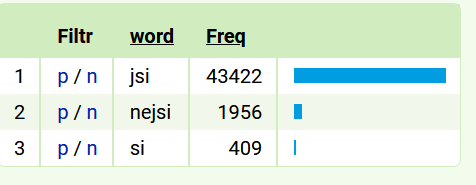 Filtr word Freq
1 p / n jsi 43422
2 p / n nejsi 1956
3 p / n si 409